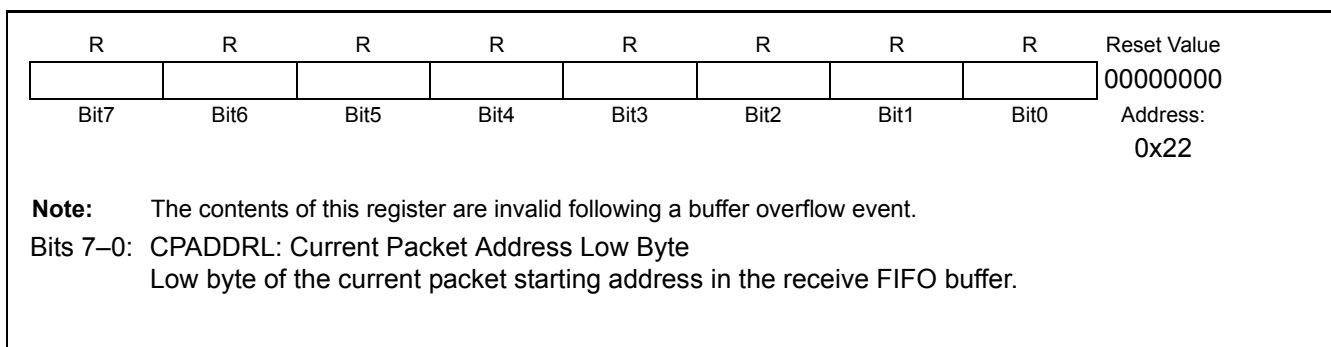 R R R R R R R R Reset Value
00000000
Bit7 Bit6 Bit5 Bit4 Bit3 Bit2 Bit1 Bit0 Address:
0x22
Note: The contents of this register are invalid following a buffer overflow event.
Bits 7–0: CPADDRL: Current Packet Address Low Byte
Low byte of the current packet starting address in the receive FIFO buffer.